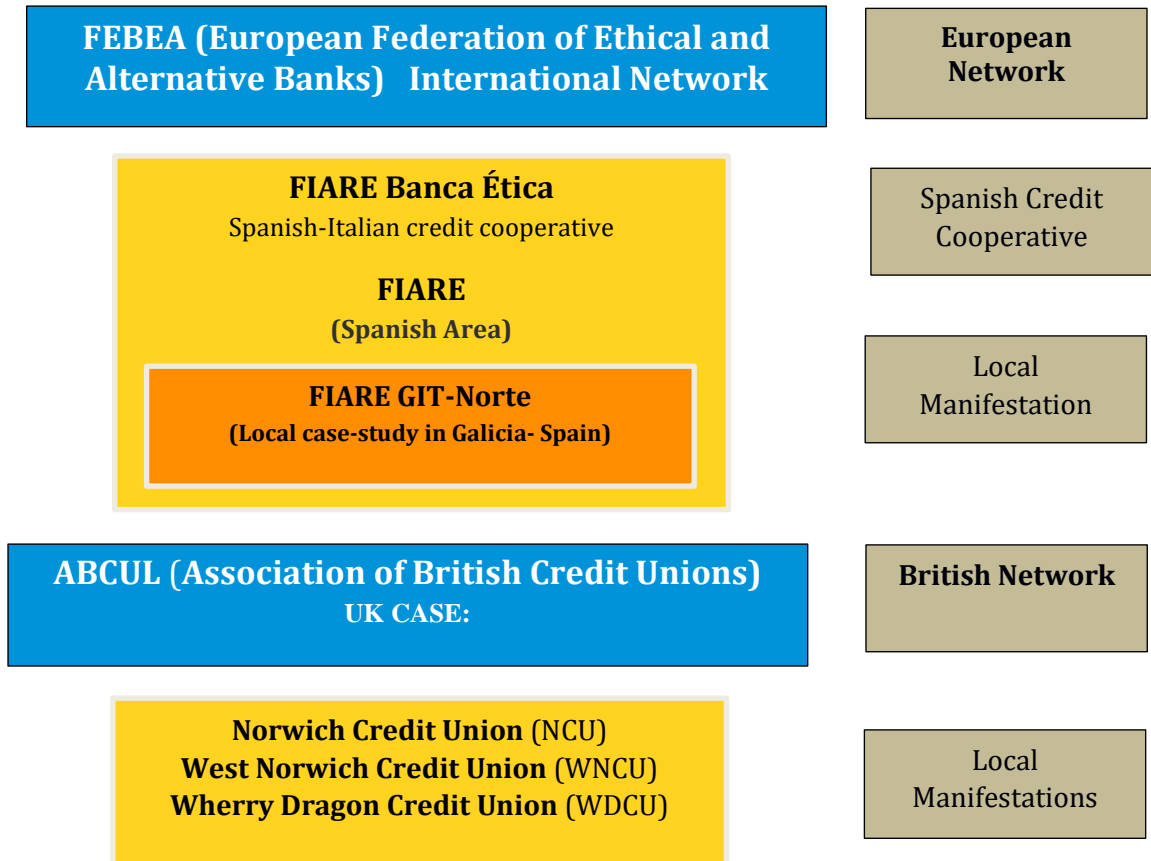 FEBEA (European Federation of Ethical and
Alternative Banks) International Network
European
Network
FIARE Banca Ética
Spanish-Italian credit cooperative
Spanish Credit
Cooperative
FIARE
(Spanish Area)
FIARE GIT-Norte
(Local case-study in Galicia- Spain)
Local
Manifestation
ABCUL (Association of British Credit Unions)
UK CASE:
British Network
Norwich Credit Union (NCU)
West Norwich Credit Union (WNCU)
Wherry Dragon Credit Union (WDCU)
Local
Manifestations